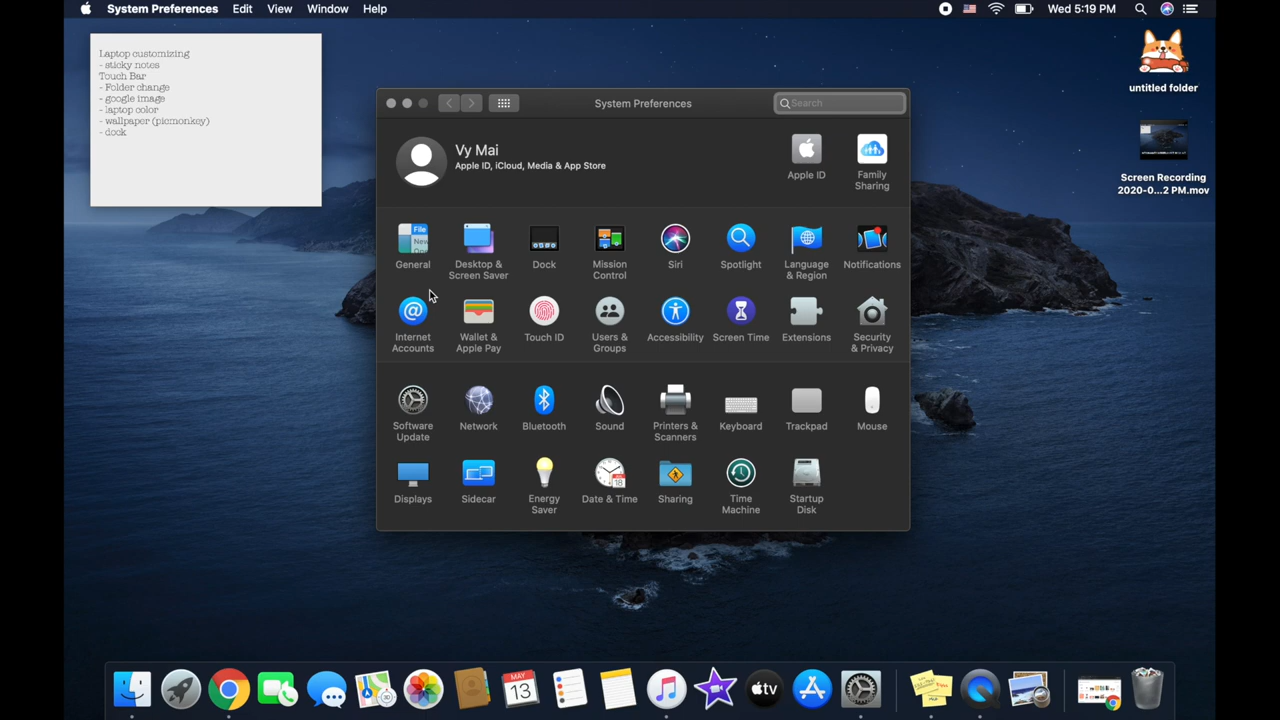 System Preferences Edit View Window Help
Wed 5:19 PM
Laptop customizing
- sticky notes
Touch Bar
- Folder change
- google image
- laptop color
- wallpaper (picmonkey)
- dock
untitled folder
Screen Recording
2020-0...2 PM.mov
System Preferences
Search
Vy Mai
Apple ID, iCloud, Media & App Store
Apple ID
Family
Sharing
File
New
General
Desktop &
Screen Saver
Dock
Mission
Control
Siri
Spotlight
Language
& Region
Notifications
Internet
Accounts
Wallet &
Apple Pay
Touch ID
Users &
Groups
Accessibility
Screen Time
Extensions
Security
& Privacy
Software
Update
Network
Bluetooth
Sound
Printers &
Scanners
Keyboard
Trackpad
Mouse
Displays
Sidecar
Energy
Saver
Date & Time
Sharing
Time
Machine
Startup
Disk
MAY
13
tv